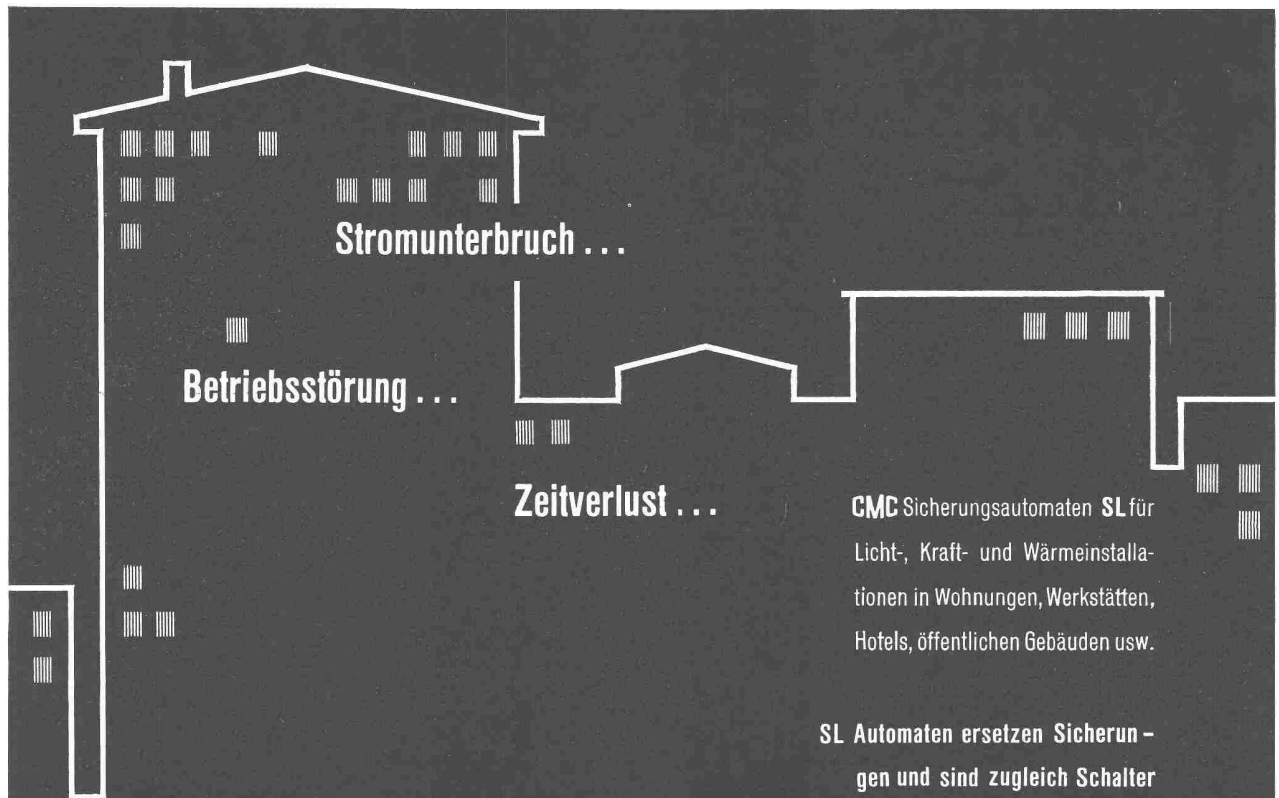 Stromunterbruch ...
Betriebsstörung ...
Zeitverlust ...
CMC Sicherungsautomaten SL für
Licht-, Kraft- und Wärmeinstalla-
tionen in Wohnungen, Werkstätten,
Hotels, öffentlichen Gebäuden usw.
SL Automaten ersetzen Sicherun-
gen und sind zugleich Schalter